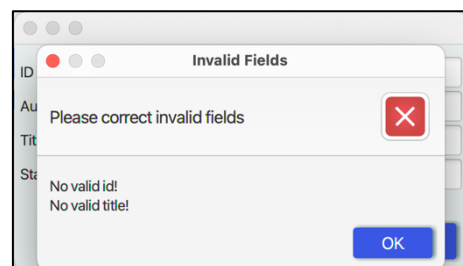 Invalid Fields
ID
Please correct invalid fields
No valid id!
No valid title!
OK